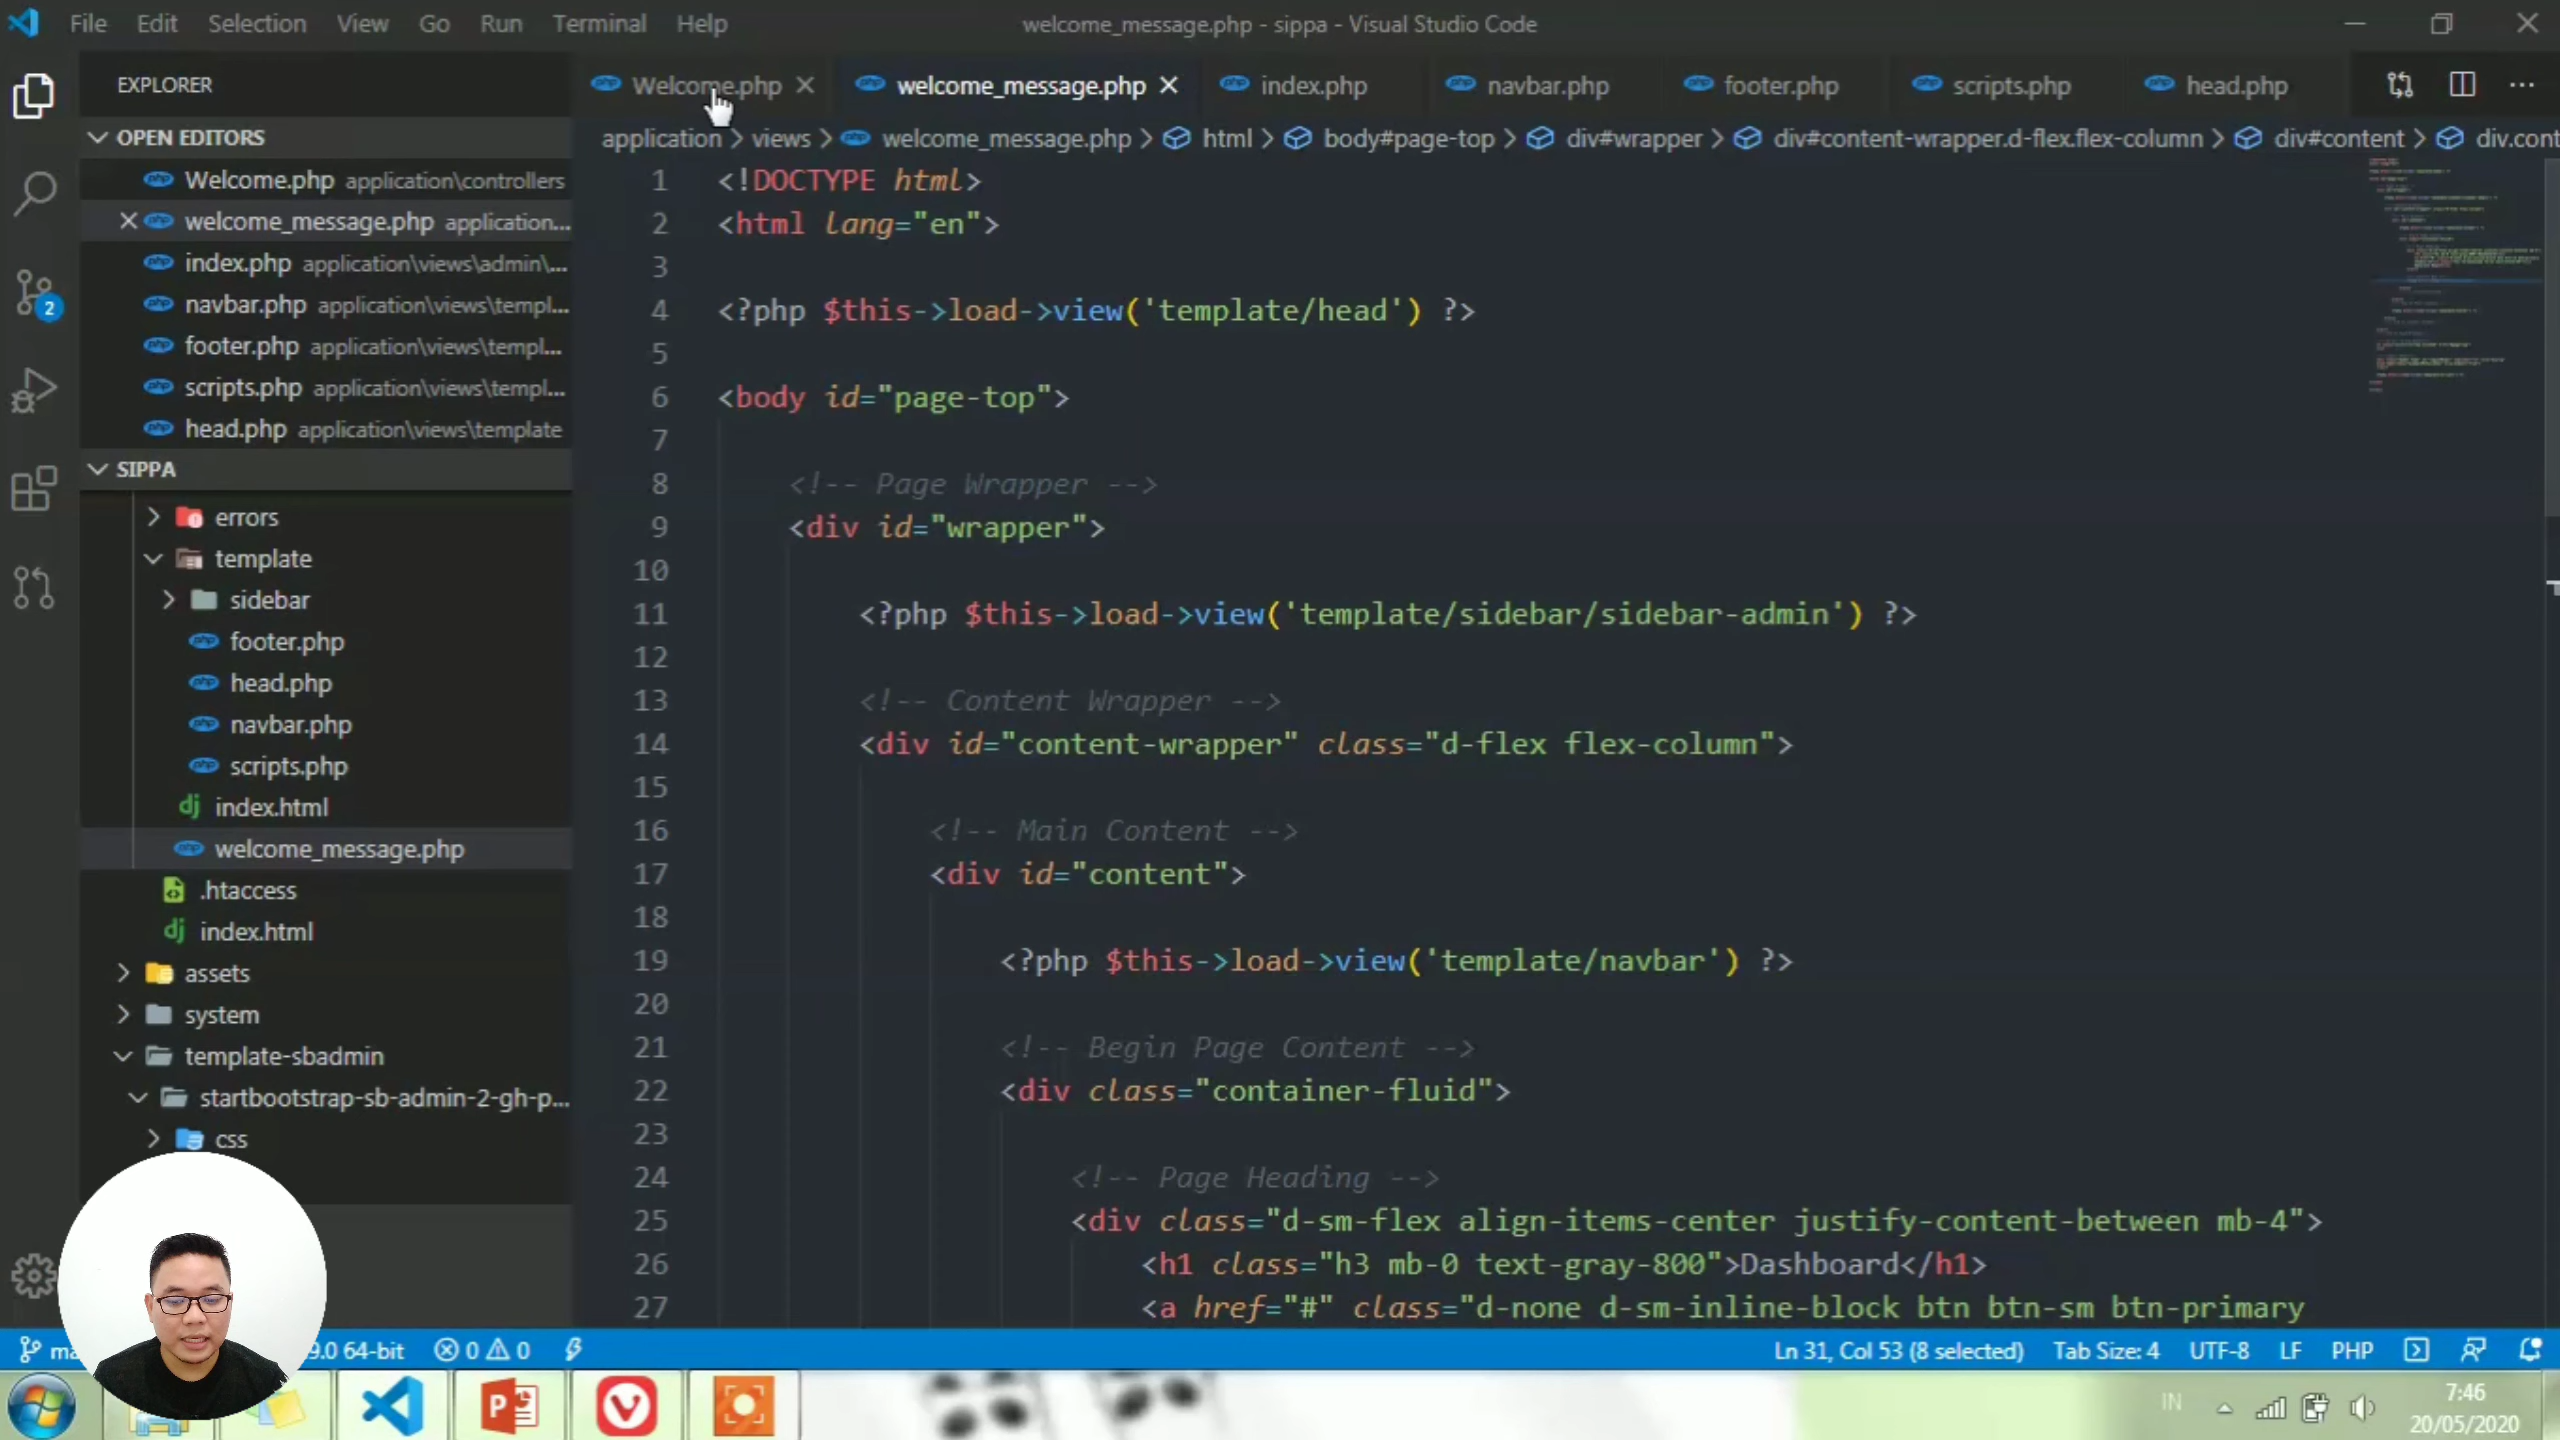 File Edit Selection View Go Run Terminal Help welcome_message.php - sippa - Visual Studio Code
EXPLORER
OPEN EDITORS
Welcome.php application\controllers
welcome_message.php application...
index.php application\views\admin\...
navbar.php application\views\templ...
footer.php application\views\templ...
scripts.php application\views\templ...
head.php application\views\template
SIPPA
errors
template
sidebar
footer.php
head.php
navbar.php
scripts.php
index.html
welcome_message.php
.htaccess
index.html
assets
system
template-sbadmin
startbootstrap-sb-admin-2-gh-p...
css
2
Welcome.php welcome_message.php index.php navbar.php footer.php scripts.php head.php
application > views > welcome_message.php > html > body#page-top > div#wrapper > div#content-wrapper.d-flex.flex-column > div#content > div.cont
1 <!DOCTYPE html>
2 <html lang="en">
3
4 <?php $this->load->view('template/head') ?>
5
6 <body id="page-top">
7
8 <!-- Page Wrapper -->
9 <div id="wrapper">
10
11 <?php $this->load->view('template/sidebar/sidebar-admin') ?>
12
13 <!-- Content Wrapper -->
14 <div id="content-wrapper" class="d-flex flex-column">
15
16 <!-- Main Content -->
17 <div id="content">
18
19 <?php $this->load->view('template/navbar') ?>
20
21 <!-- Begin Page Content -->
22 <div class="container-fluid">
23
24 <!-- Page Heading -->
25 <div class="d-sm-flex align-items-center justify-content-between mb-4">
26 <h1 class="h3 mb-0 text-gray-800">Dashboard</h1>
27 <a href="#" class="d-none d-sm-inline-block btn btn-sm btn-primary
ma 9.0 64-bit 0 0 Ln 31, Col 53 (8 selected) Tab Size: 4 UTF-8 LF PHP
IN 7:46
20/05/2020